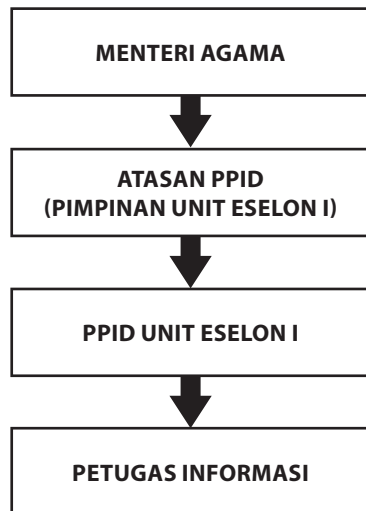 MENTERI AGAMA
ATASAN PPID
(PIMPINAN UNIT ESELON I)
PPID UNIT ESELON I
PETUGAS INFORMASI